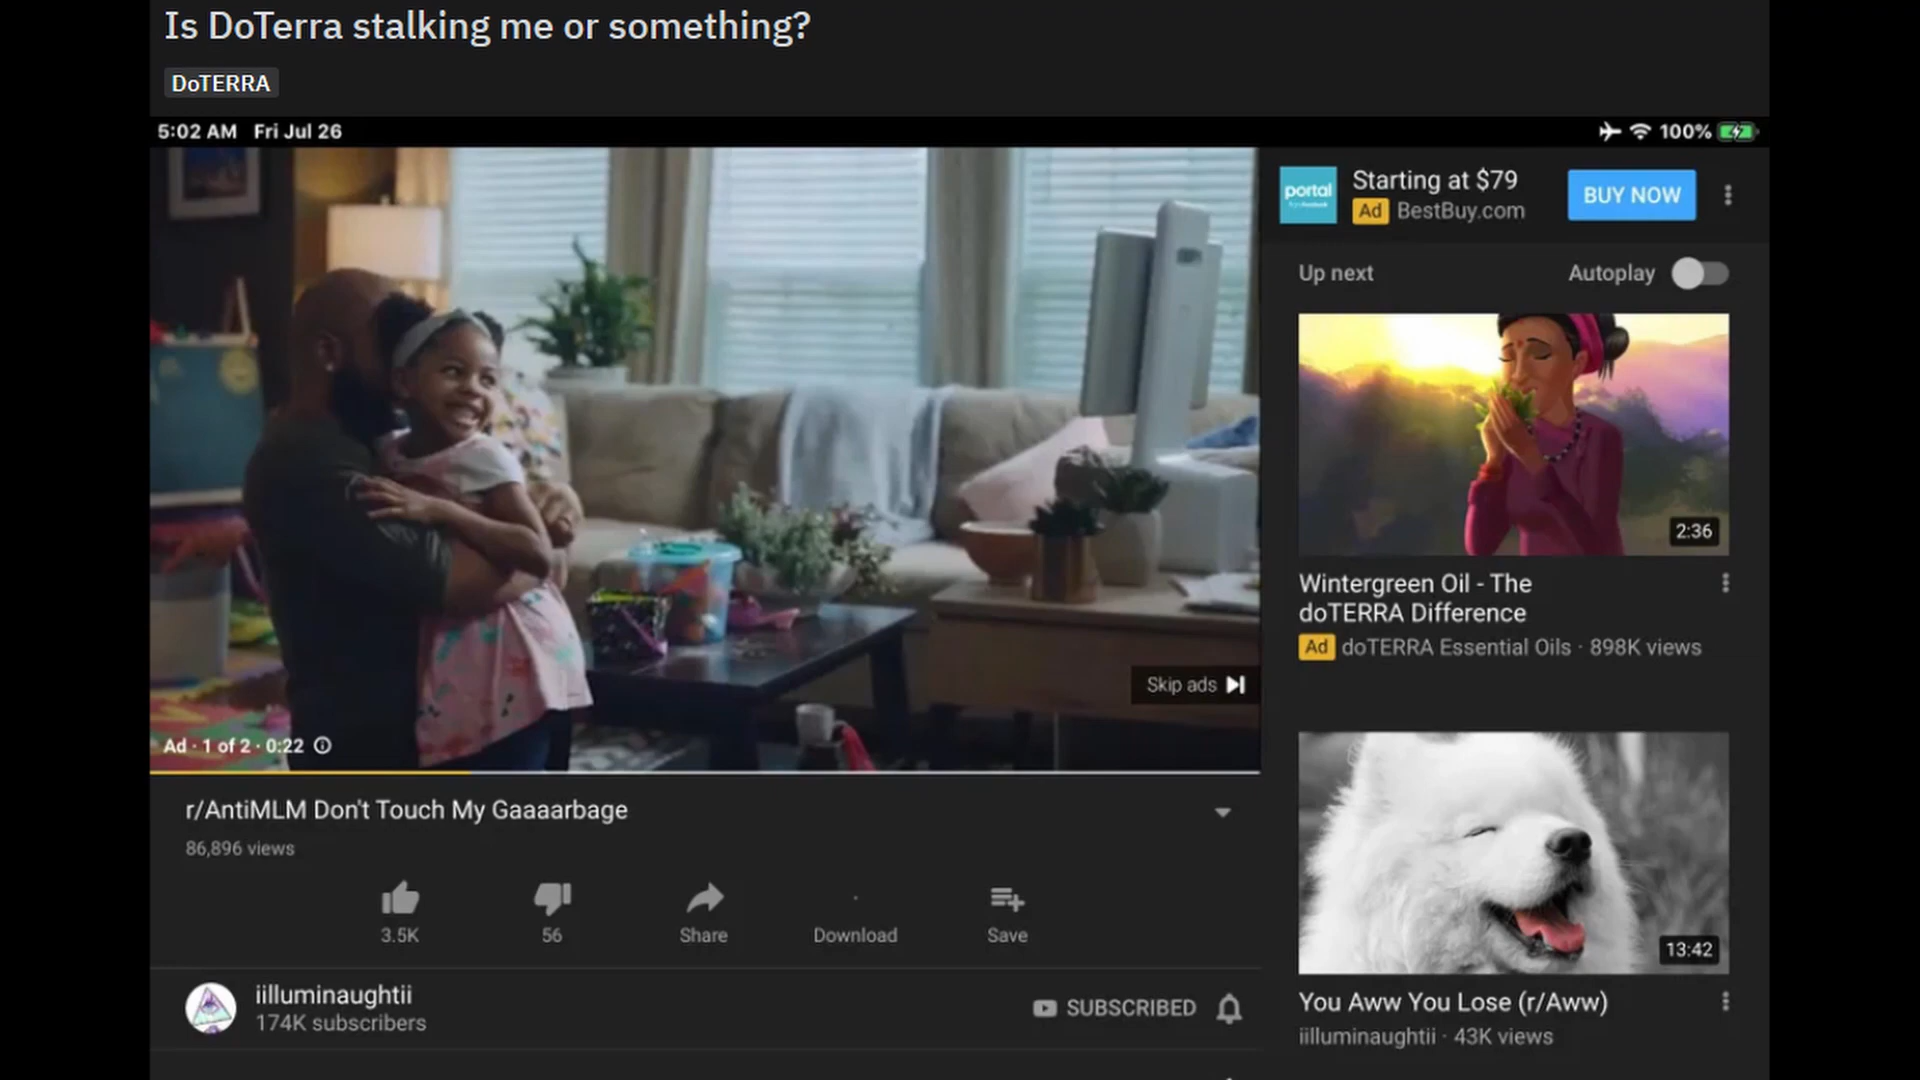 Is DoTerra stalking me or something?
DoTERRA
5:02 AM Fri Jul 26
100%
portal
Starting at $79
Ad BestBuy.com
BUY NOW
Up next
Autoplay
2:36
Wintergreen Oil - The
doTERRA Difference
Ad doTERRA Essential Oils · 898K views
Skip ads
Ad · 1 of 2 · 0:22
r/AntiMLM Don't Touch My Gaaaarbage
86,896 views
3.5K
56
Share
Download
Save
iilluminaughtii
174K subscribers
SUBSCRIBED
13:42
You Aww You Lose (r/Aww)
iilluminaughtii · 43K views